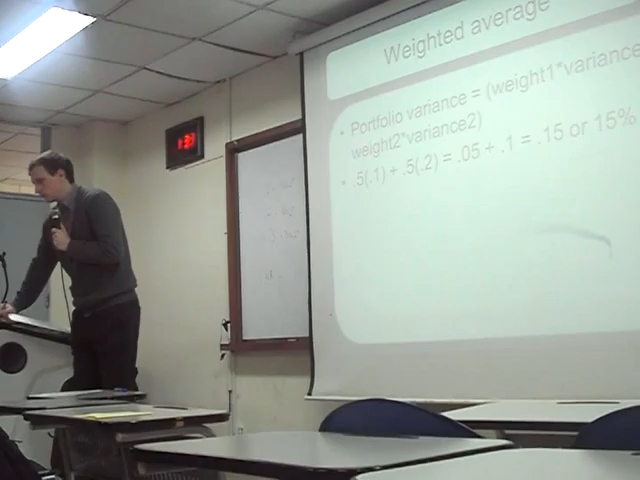 Weighted average
• Portfolio variance = (weight1*variance
weight2*variance2)
• .5(.1) + .5(.2) = .05 + .1 = .15 or 15%